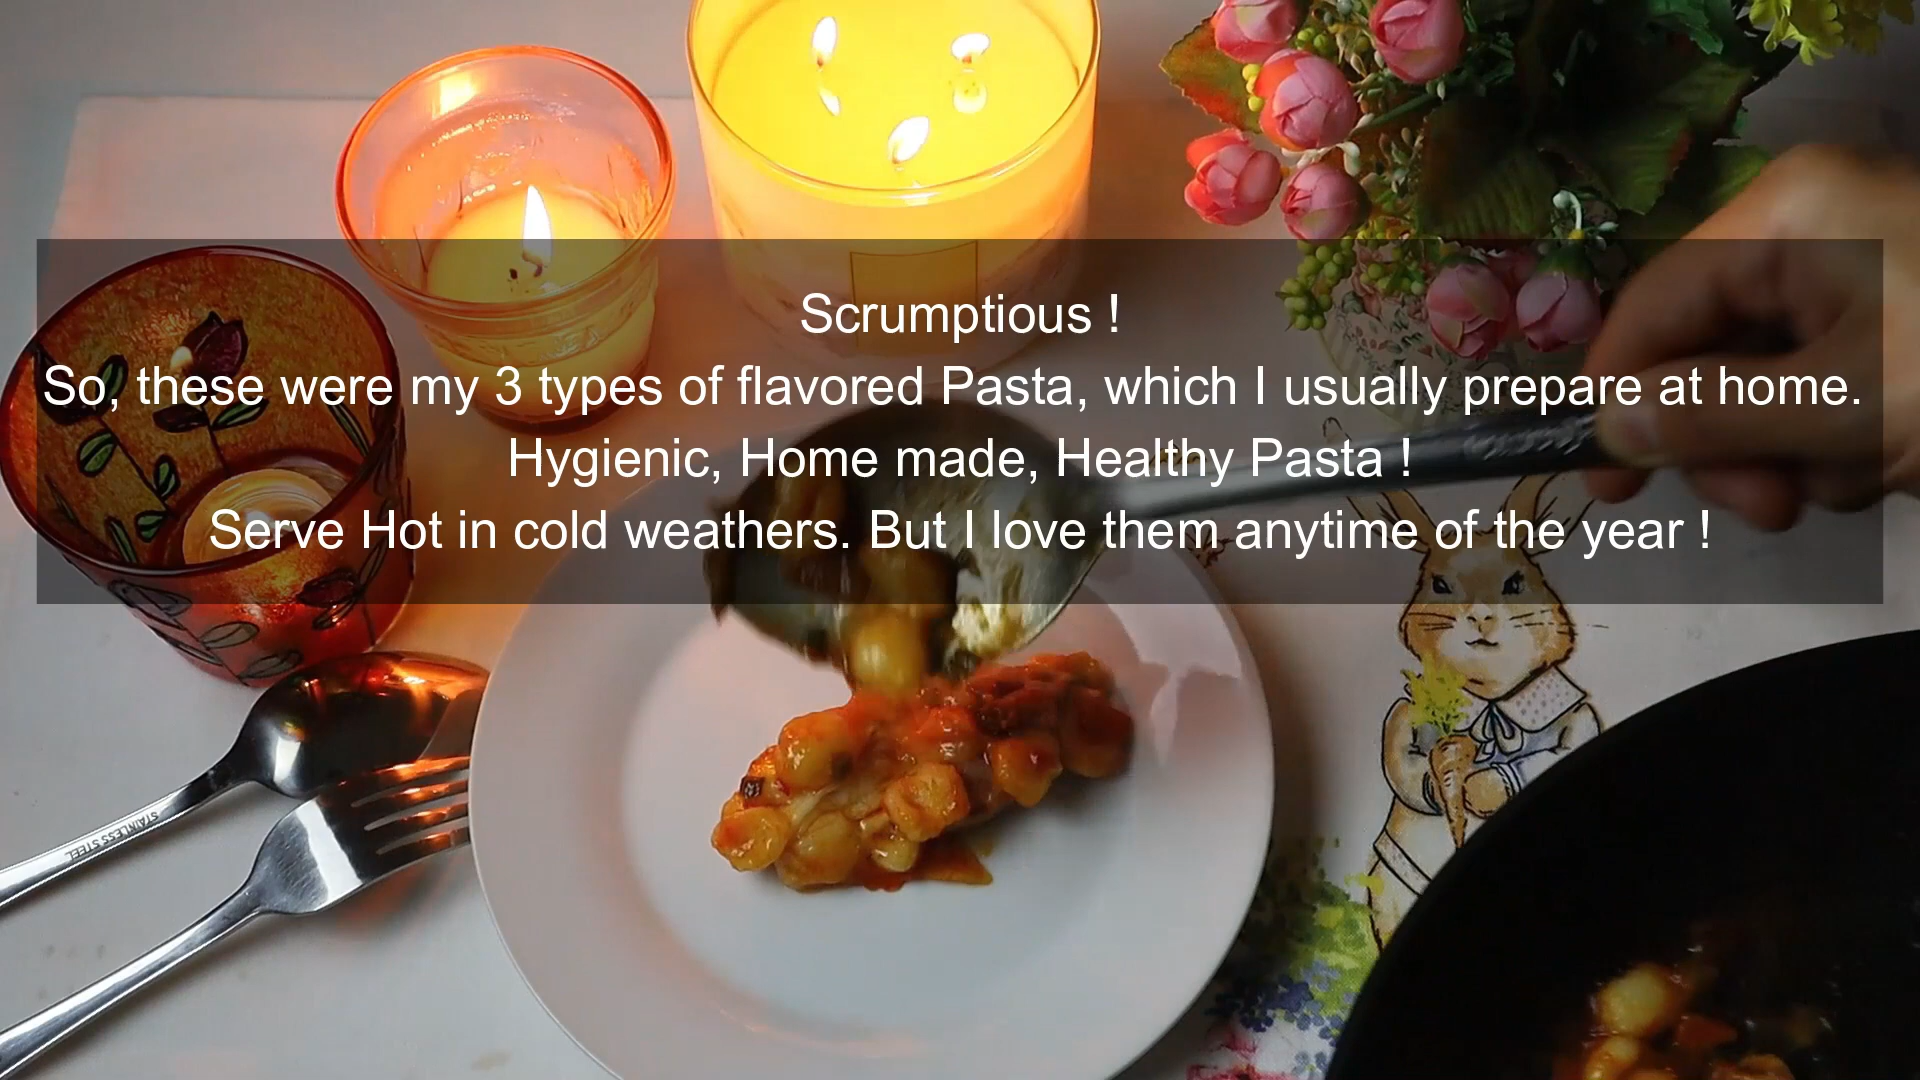 Scrumptious !
So, these were my 3 types of flavored Pasta, which I usually prepare at home.
Hygienic, Home made, Healthy Pasta !
Serve Hot in cold weathers. But I love them anytime of the year !
STAINLESS STEEL